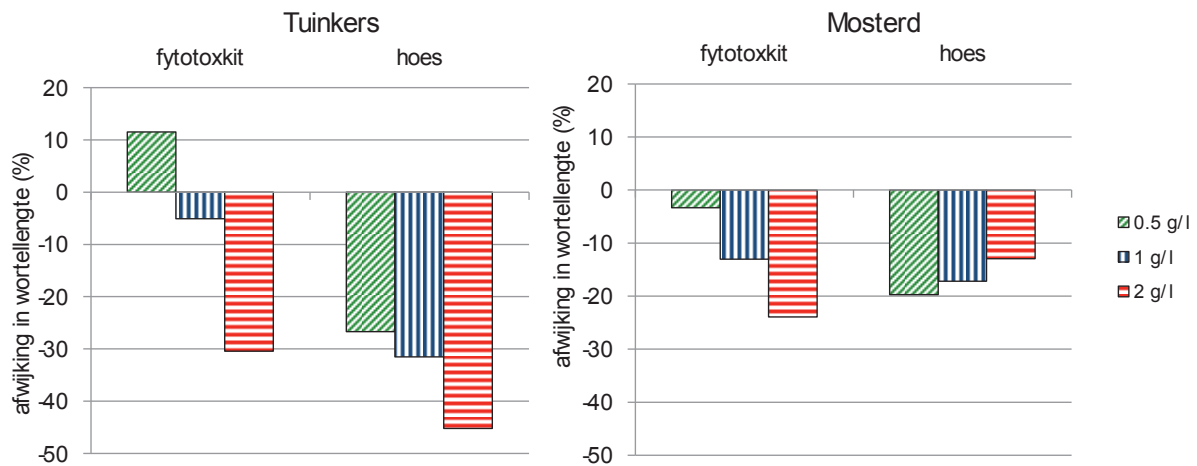 Tuinkers
fytotoxkit hoes
afwijking in wortellengte (%)
20
10
0
-10
-20
-30
-40
-50
Mosterd
fytotoxkit hoes
afwijking in wortellengte (%)
20
10
0
-10
-20
-30
-40
-50
0.5 g/l
1 g/l
2 g/l